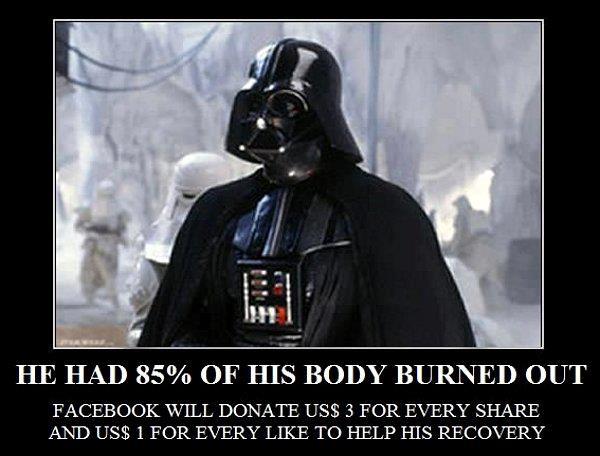 HE HAD 85% OF HIS BODY BURNED OUT
FACEBOOK WILL DONATE US$ 3 FOR EVERY SHARE
AND US$ 1 FOR EVERY LIKE TO HELP HIS RECOVERY